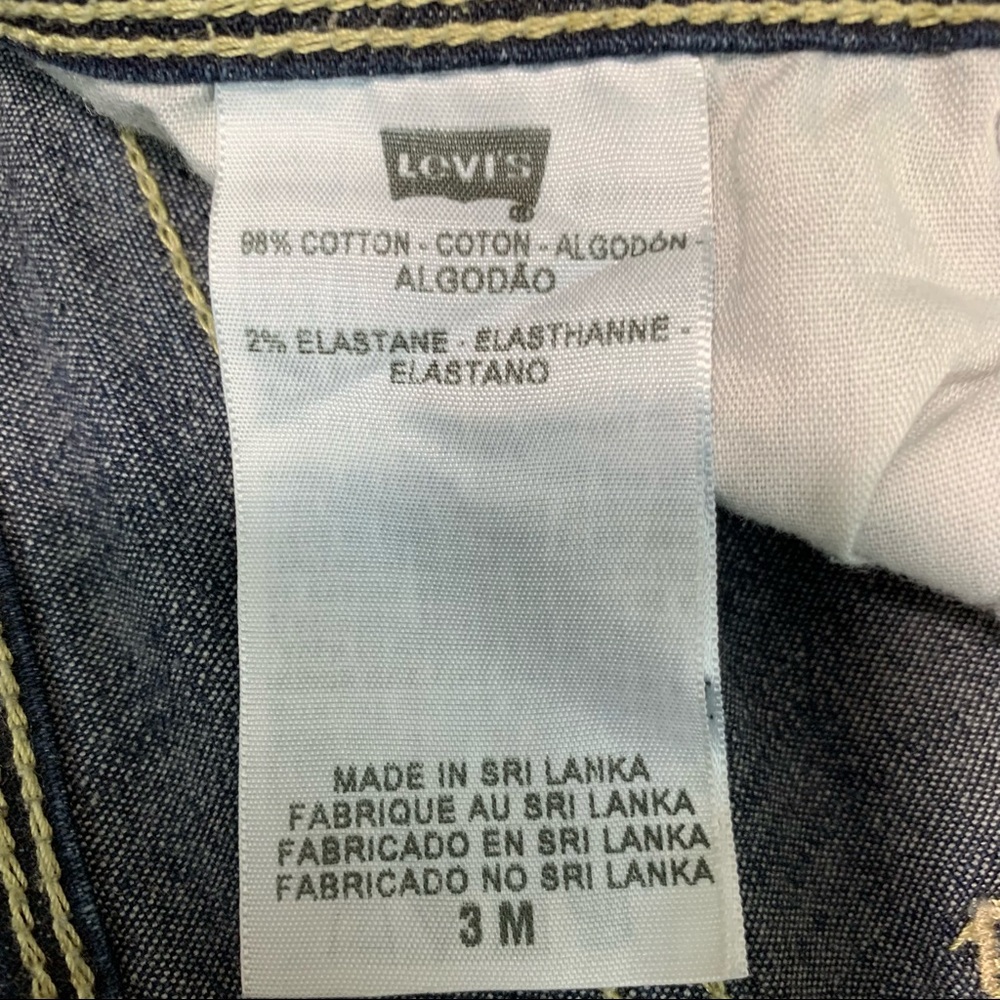 Levi's
®
98% COTTON - COTON - ALGODÓN -
ALGODÃO
2% ELASTANE - ELASTHANNE -
ELASTANO
MADE IN SRI LANKA
FABRIQUE AU SRI LANKA
FABRICADO EN SRI LANKA
FABRICADO NO SRI LANKA
3 M